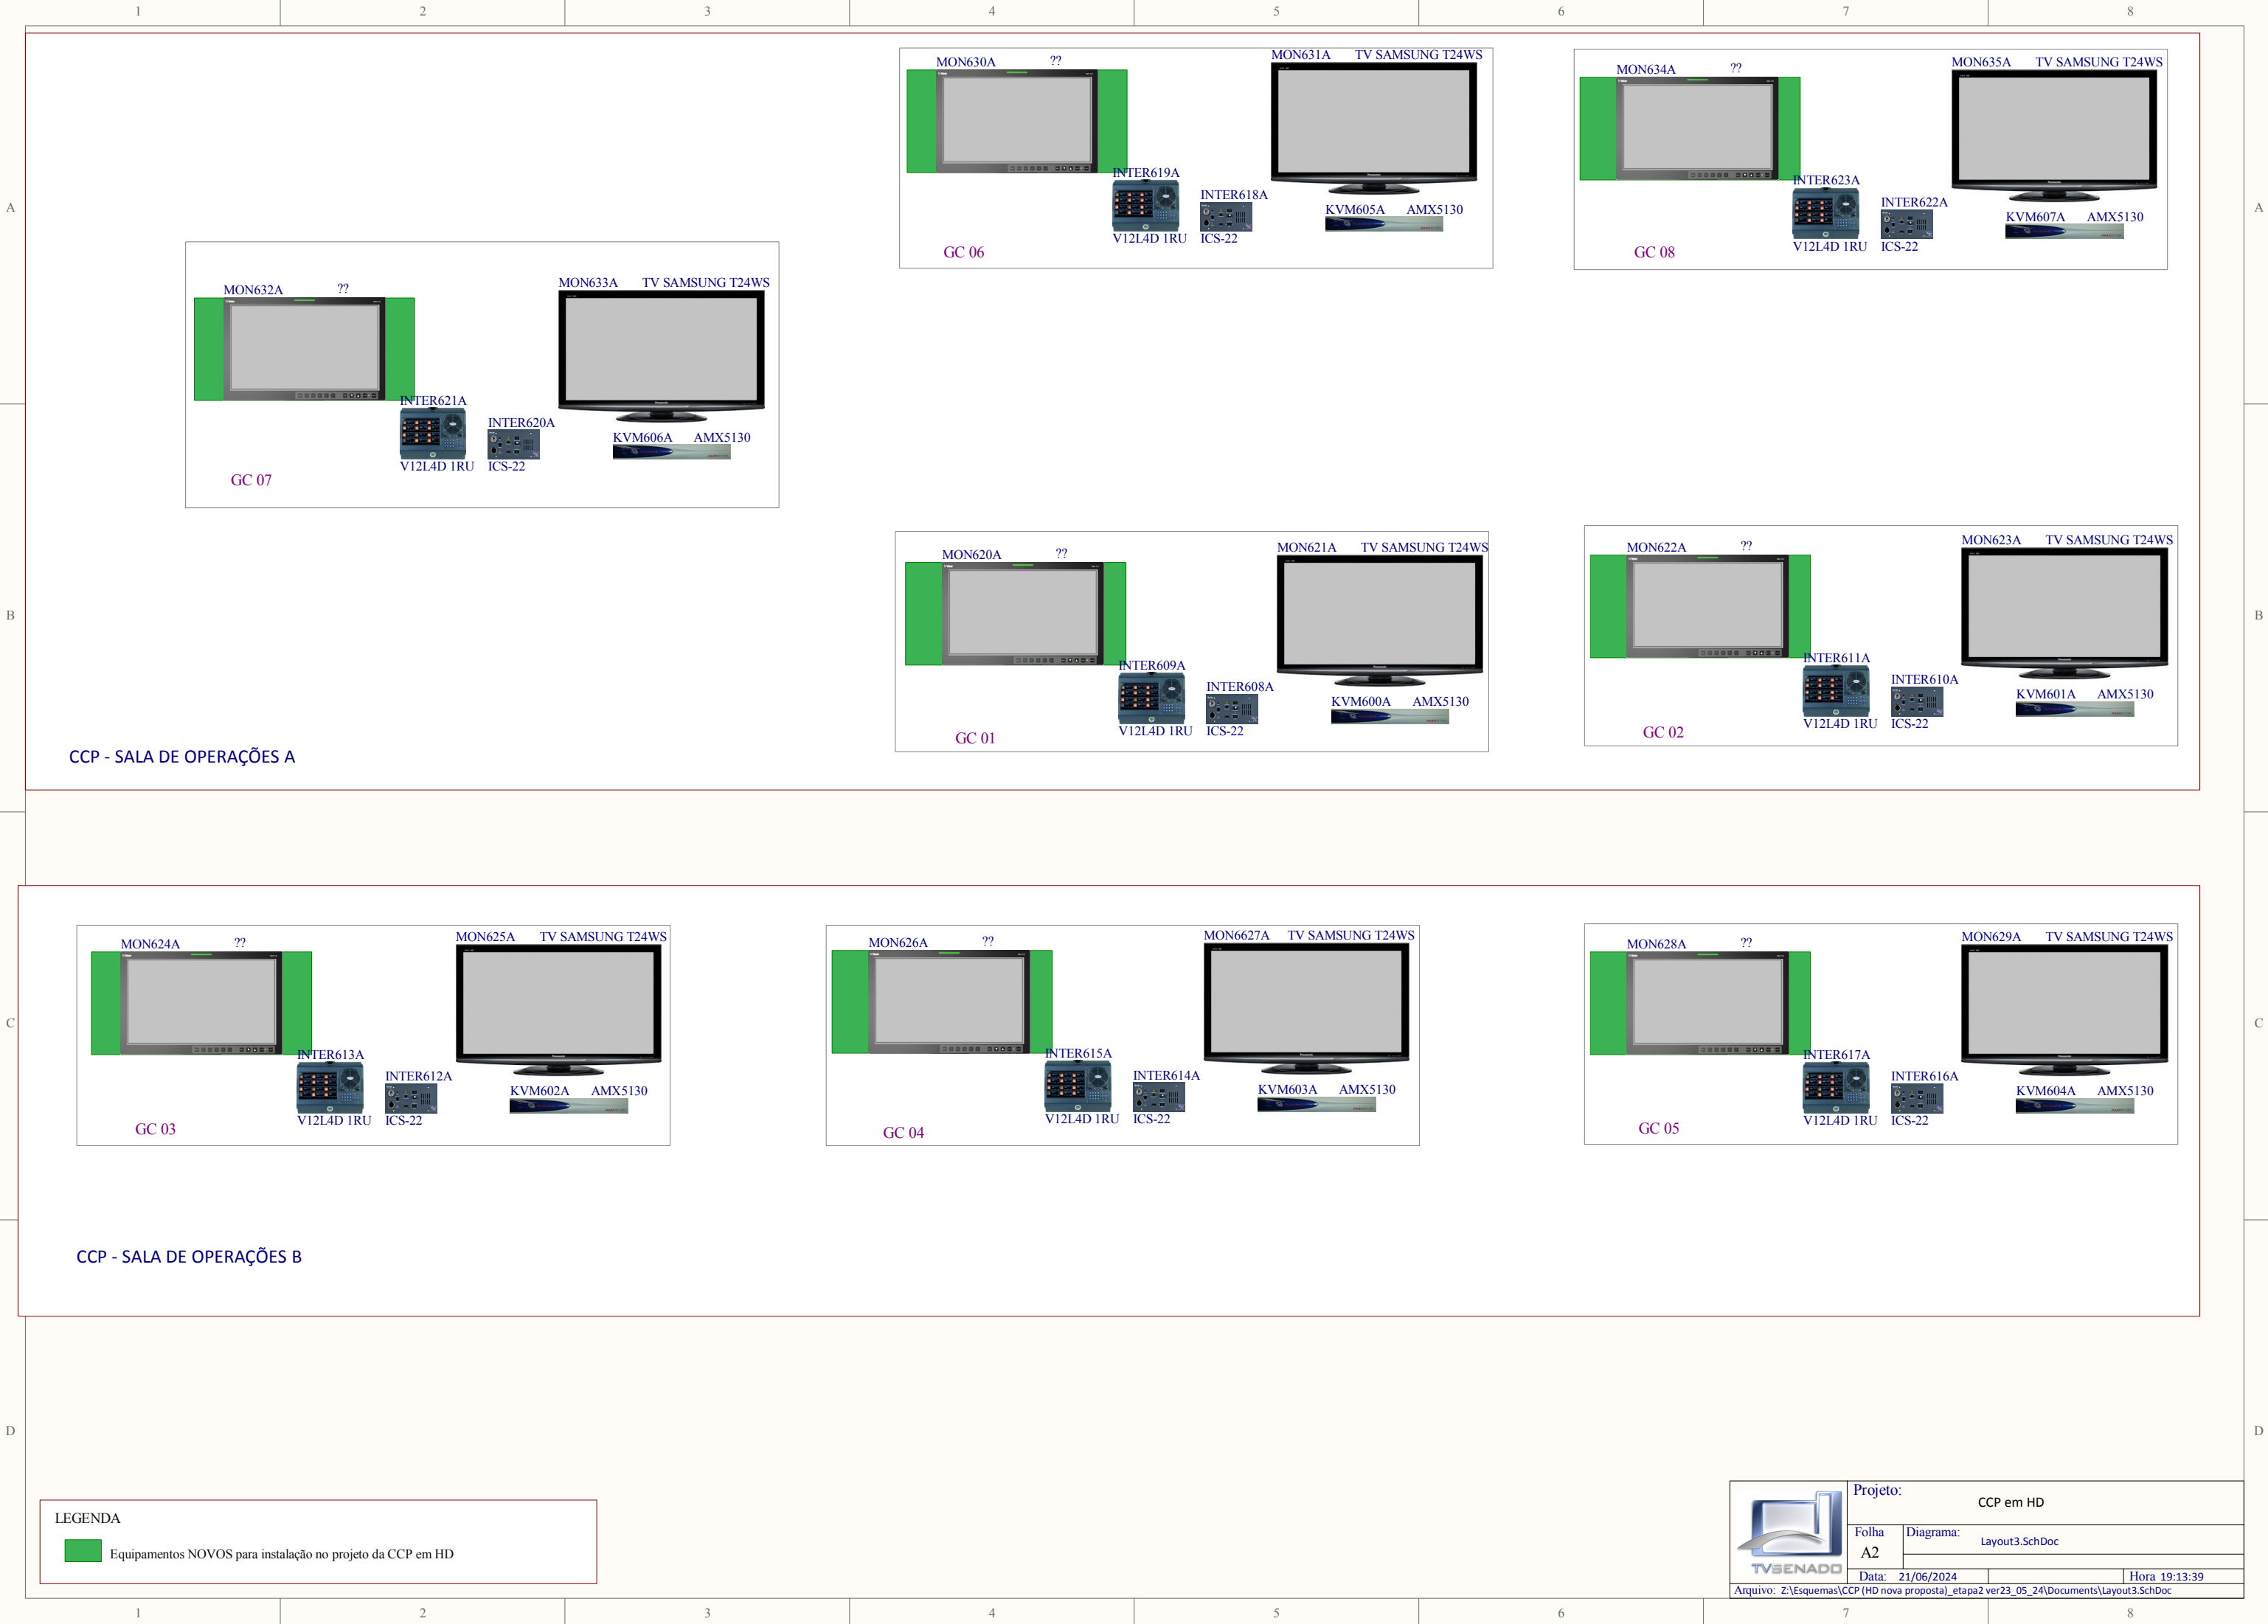 1 2 3 4 5 6 7 8
A A
B B
C C
D D
MON630A ??
MON631A TV SAMSUNG T24WS
INTER619A
INTER618A
KVM605A AMX5130
V12L4D 1RU ICS-22
GC 06
MON634A ??
MON635A TV SAMSUNG T24WS
INTER623A
INTER622A
KVM607A AMX5130
V12L4D 1RU ICS-22
GC 08
MON632A ??
MON633A TV SAMSUNG T24WS
INTER621A
INTER620A
KVM606A AMX5130
V12L4D 1RU ICS-22
GC 07
MON620A ??
MON621A TV SAMSUNG T24WS
INTER609A
INTER608A
KVM600A AMX5130
V12L4D 1RU ICS-22
GC 01
MON622A ??
MON623A TV SAMSUNG T24WS
INTER611A
INTER610A
KVM601A AMX5130
V12L4D 1RU ICS-22
GC 02
CCP - SALA DE OPERAÇÕES A
MON624A ??
MON625A TV SAMSUNG T24WS
INTER613A
INTER612A
KVM602A AMX5130
V12L4D 1RU ICS-22
GC 03
MON626A ??
MON6627A TV SAMSUNG T24WS
INTER615A
INTER614A
KVM603A AMX5130
V12L4D 1RU ICS-22
GC 04
MON628A ??
MON629A TV SAMSUNG T24WS
INTER617A
INTER616A
KVM604A AMX5130
V12L4D 1RU ICS-22
GC 05
CCP - SALA DE OPERAÇÕES B
LEGENDA
Equipamentos NOVOS para instalação no projeto da CCP em HD
TVSENADO
Projeto:
CCP em HD
Folha
A2
Diagrama:
Layout3.SchDoc
Data: 21/06/2024
Hora 19:13:39
Arquivo: Z:\Esquemas\CCP (HD nova proposta)_etapa2 ver23_05_24\Documents\Layout3.SchDoc
1 2 3 4 5 6 7 8